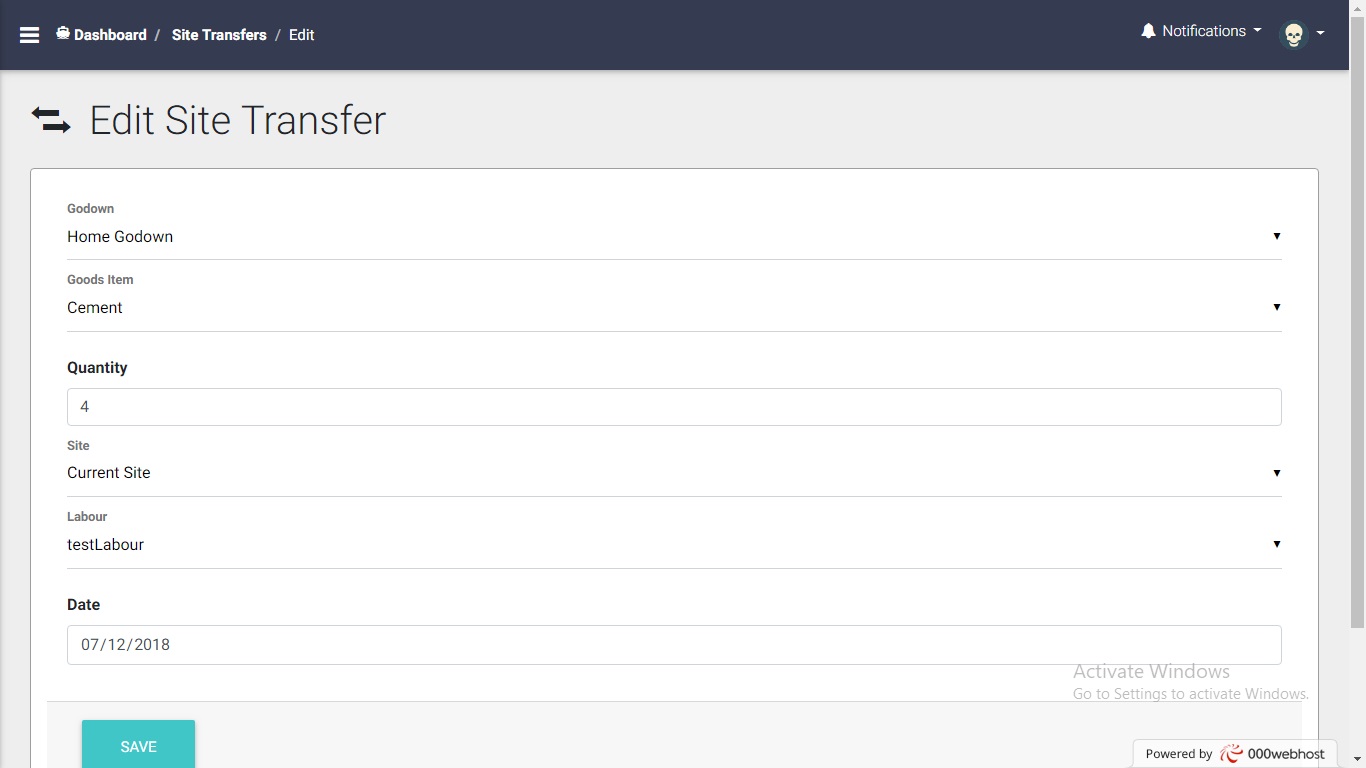 Dashboard / Site Transfers / Edit
Notifications
Edit Site Transfer
Godown
Home Godown
Goods Item
Cement
Quantity
4
Site
Current Site
Labour
testLabour
Date
07/12/2018
Activate Windows
Go to Settings to activate Windows.
SAVE
Powered by 000webhost